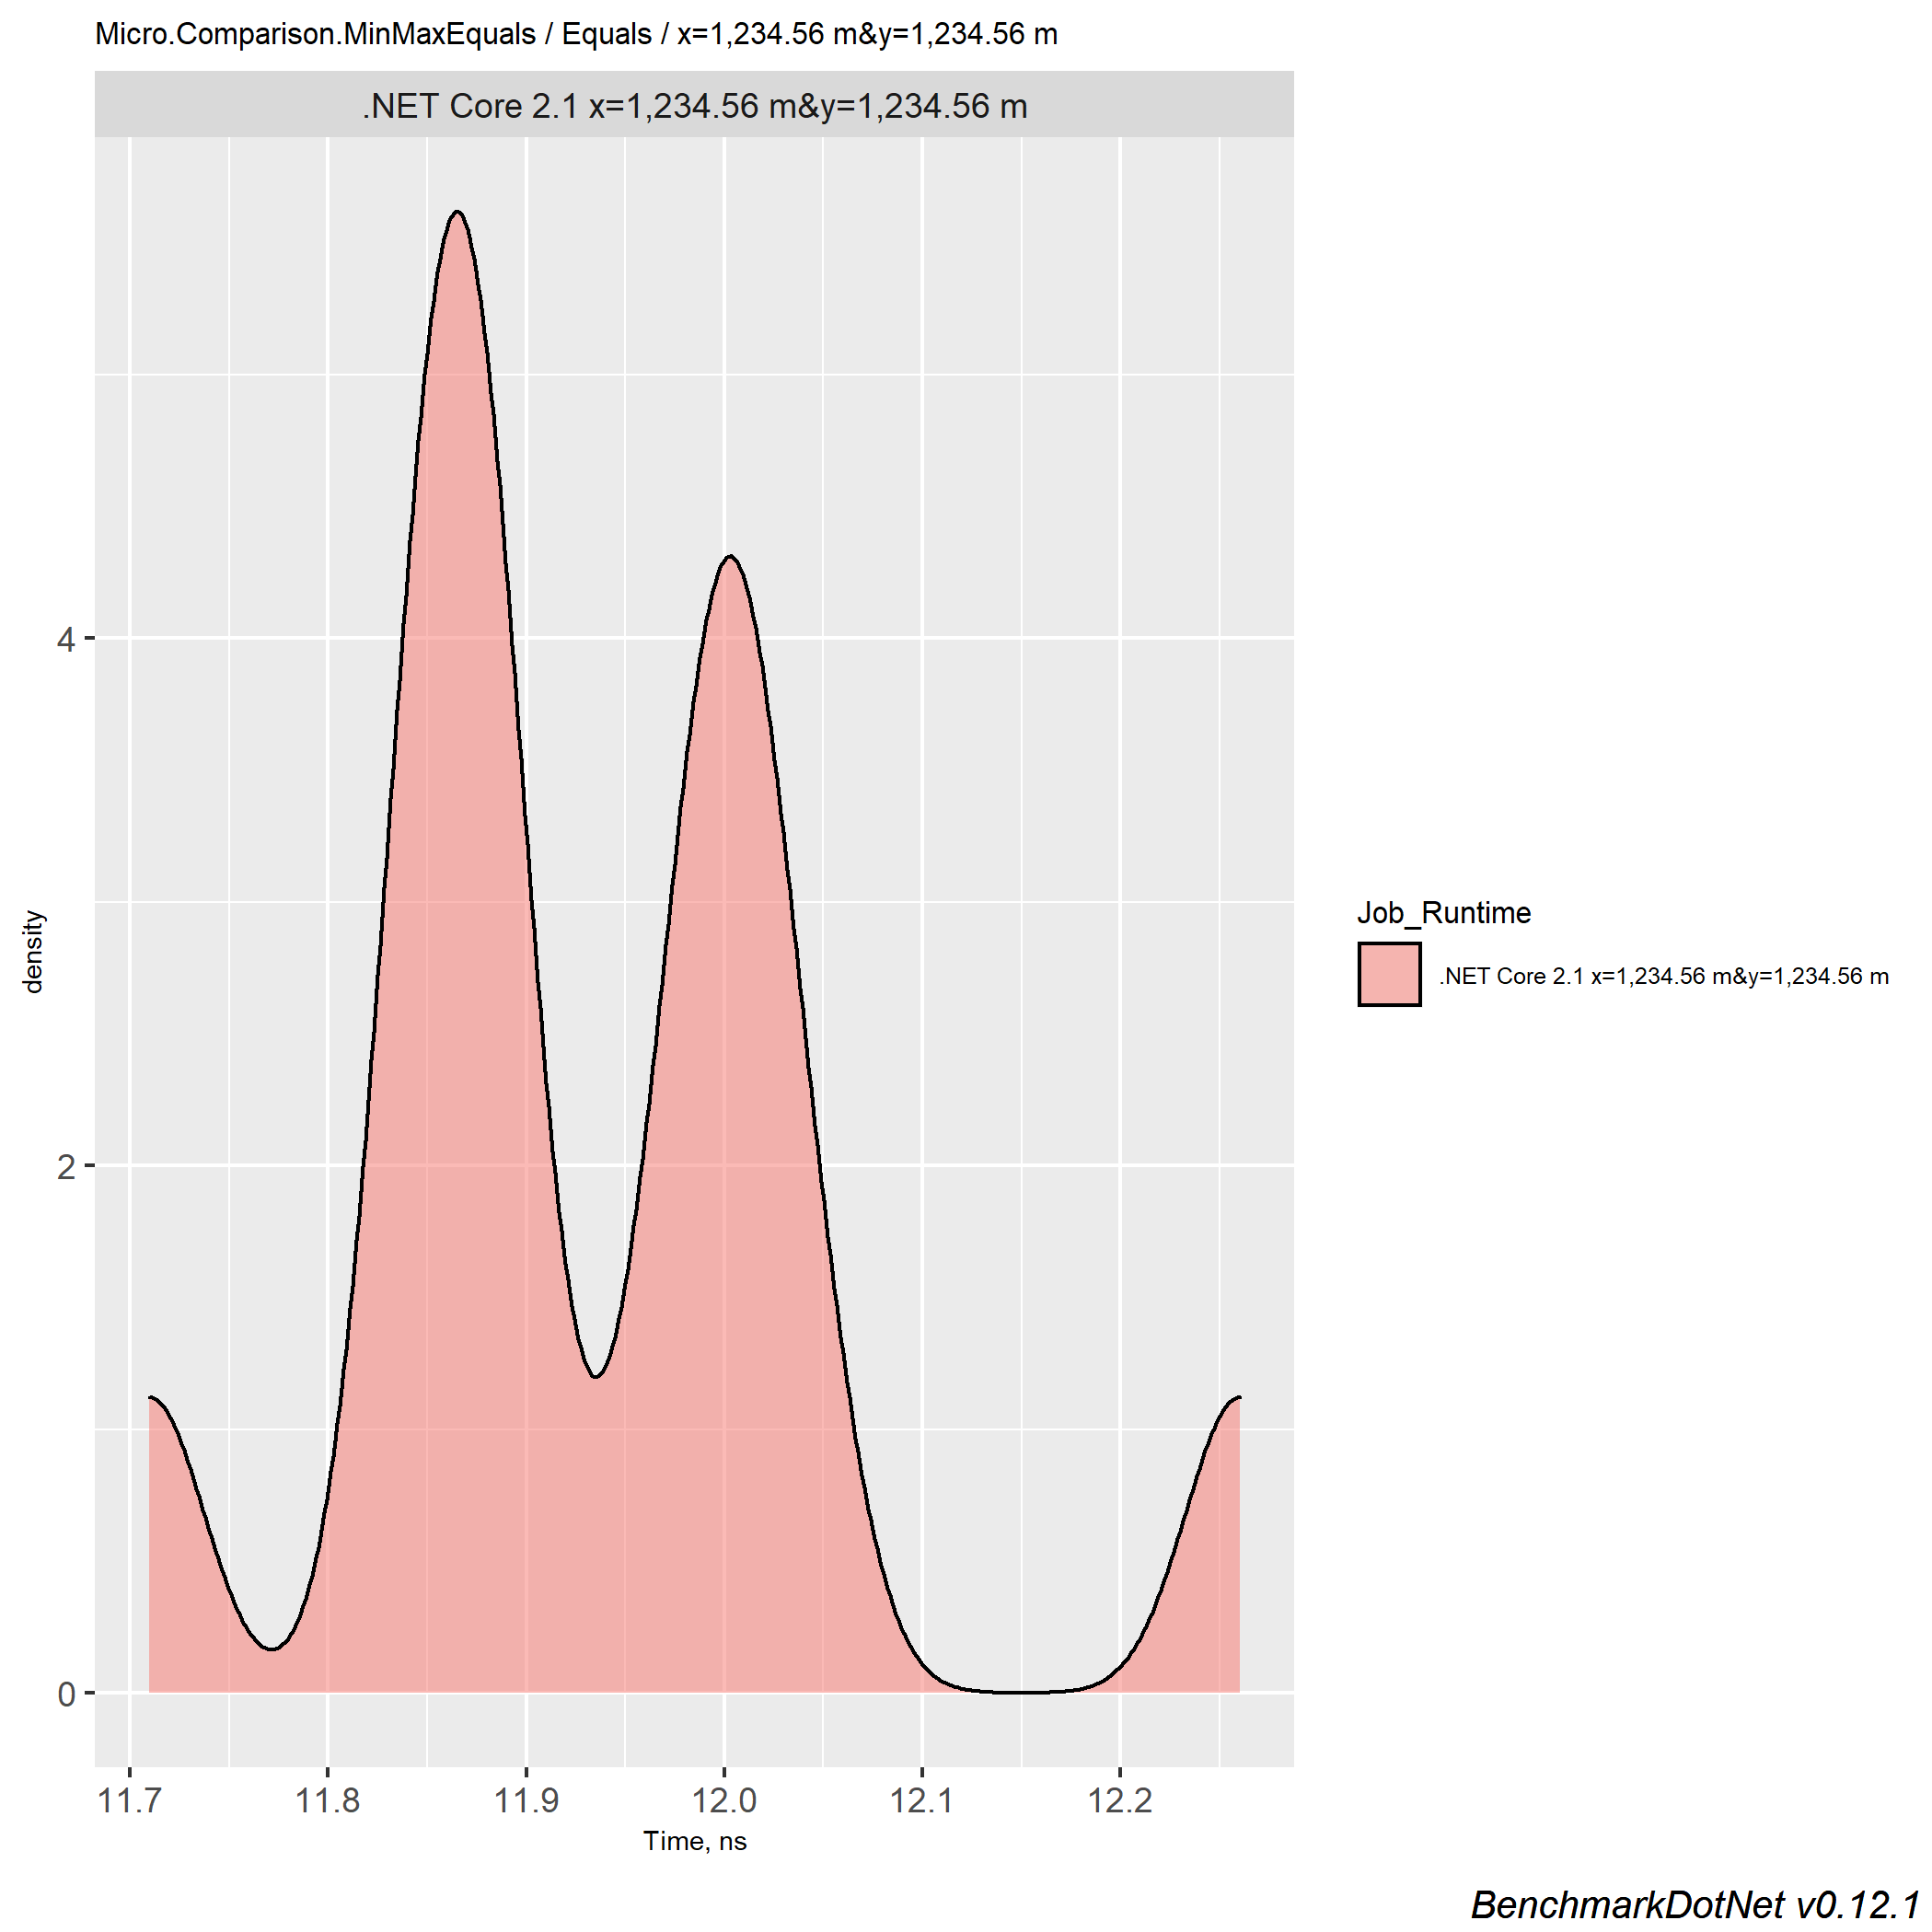 Micro.Comparison.MinMaxEquals / Equals / x=1,234.56 m&y=1,234.56 m
.NET Core 2.1 x=1,234.56 m&y=1,234.56 m
4
2
0
density
11.7 11.8 11.9 12.0 12.1 12.2
Time, ns
Job_Runtime
.NET Core 2.1 x=1,234.56 m&y=1,234.56 m
BenchmarkDotNet v0.12.1